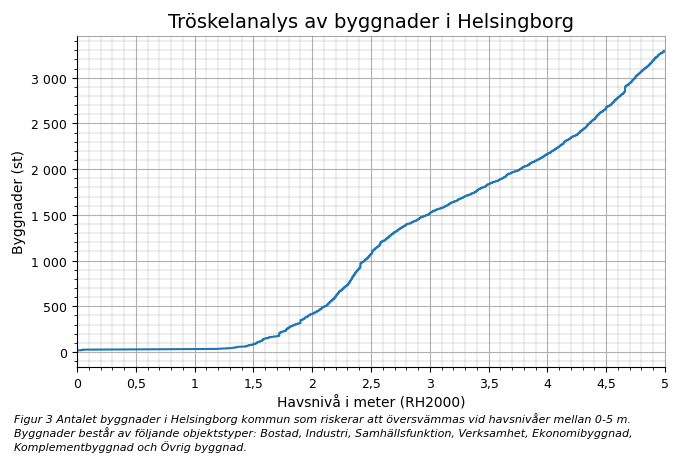 Tröskelanalys av byggnader i Helsingborg
Byggnader (st)
3 000
2 500
2 000
1 500
1 000
500
0
0 0,5 1 1,5 2 2,5 3 3,5 4 4,5 5
Havsnivå i meter (RH2000)
Figur 3 Antalet byggnader i Helsingborg kommun som riskerar att översvämmas vid havsnivåer mellan 0-5 m.
Byggnader består av följande objektstyper: Bostad, Industri, Samhällsfunktion, Verksamhet, Ekonomibyggnad,
Komplementbyggnad och Övrig byggnad.